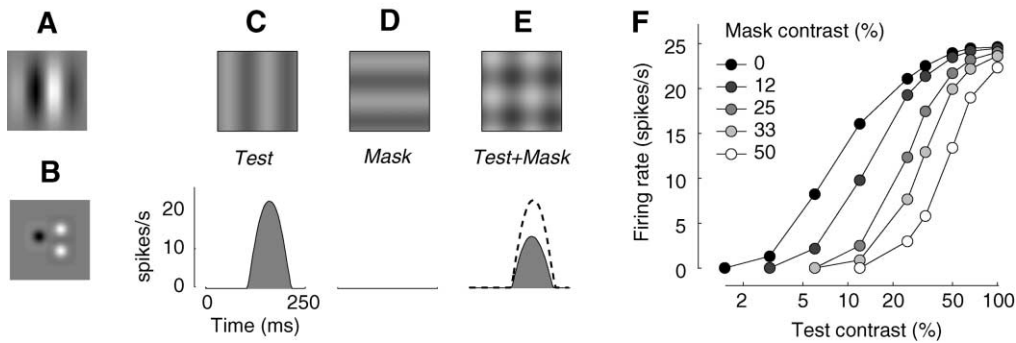 A
B
C
D
E
F
Test
Mask
Test+Mask
spikes/s
20
10
0
0
250
Time (ms)
Mask contrast (%)
0
12
25
33
50
Firing rate (spikes/s)
25
20
15
10
5
0
2
5
10
20
50
100
Test contrast (%)